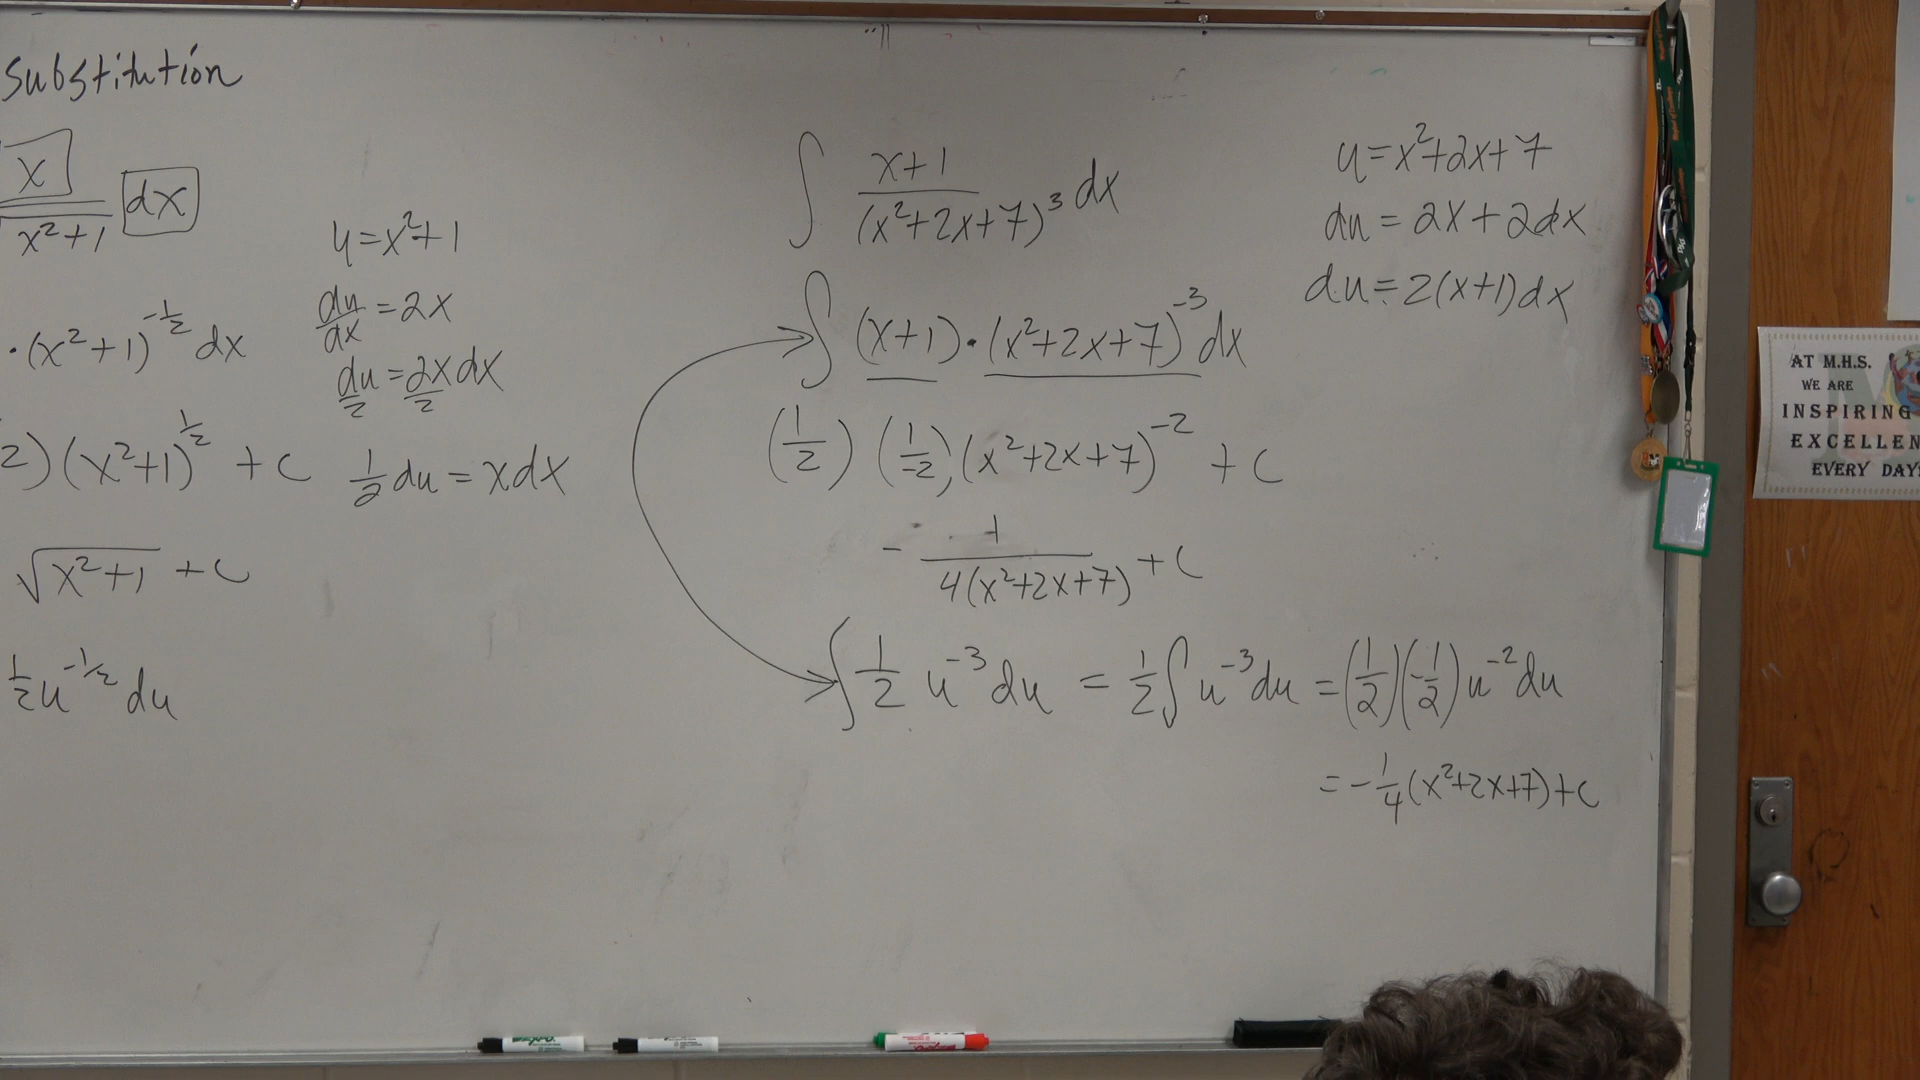 Substitution
x
dx
x²+1
u=x²+1
du/dx = 2x
·(x²+1)^-1/2 dx
du/2 = 2xdx/2
2)(x²+1)^1/2 + c
1/2 du = xdx
√x²+1 + c
1/2 u^-1/2 du
∫ x+1/(x²+2x+7)³ dx
∫ (x+1)·(x²+2x+7)^-3 dx
(1/2) (1/-2) (x²+2x+7)^-2 + c
- 1/4(x²+2x+7) + c
∫ 1/2 u^-3 du = 1/2 ∫ u^-3 du = (1/2)(-1/2) u^-2 du
= -1/4 (x²+2x+7)+c
u=x²+2x+7
du = 2x+2dx
du = 2(x+1)dx
AT M.H.S.
WE ARE
INSPIRING
EXCELLEN
EVERY DAY
EXPO